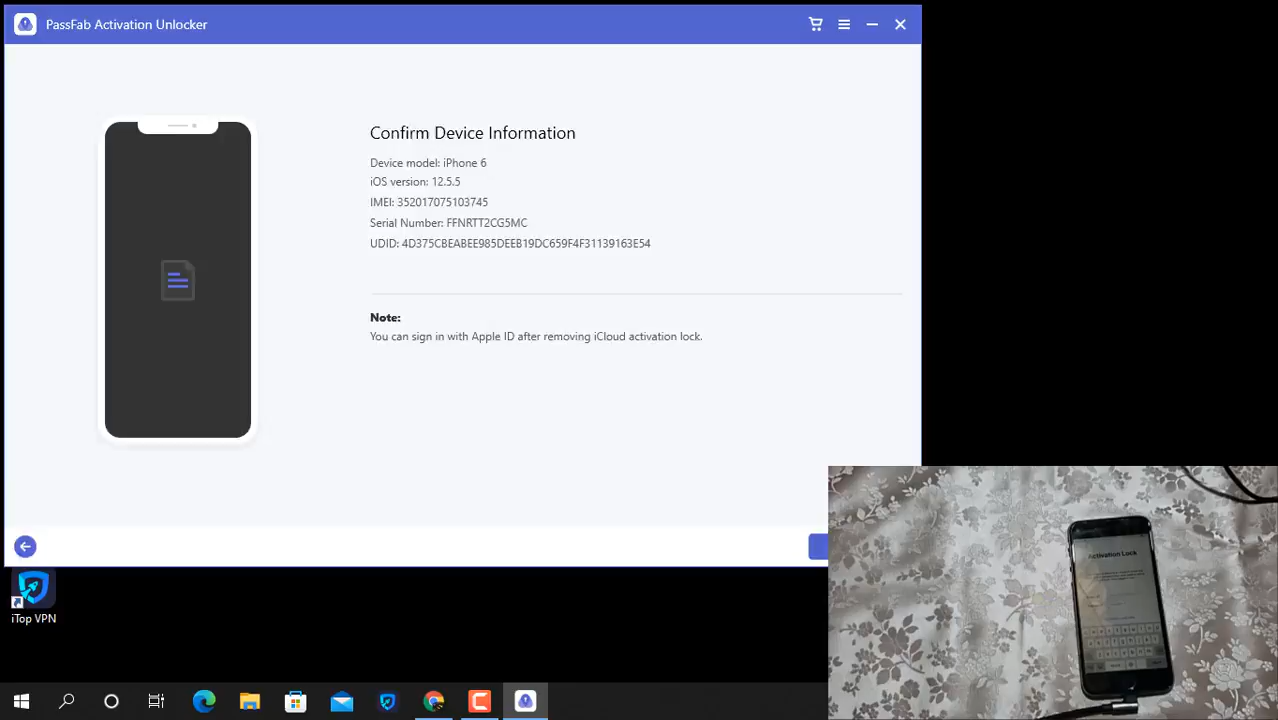 PassFab Activation Unlocker
Confirm Device Information
Device model: iPhone 6
iOS version: 12.5.5
IMEI: 352017075103745
Serial Number: FFNRTT2CG5MC
UDID: 4D375CBEABEE985DEEB19DC659F4F31139163E54
Note:
You can sign in with Apple ID after removing iCloud activation lock.
Activation Lock
iTop VPN